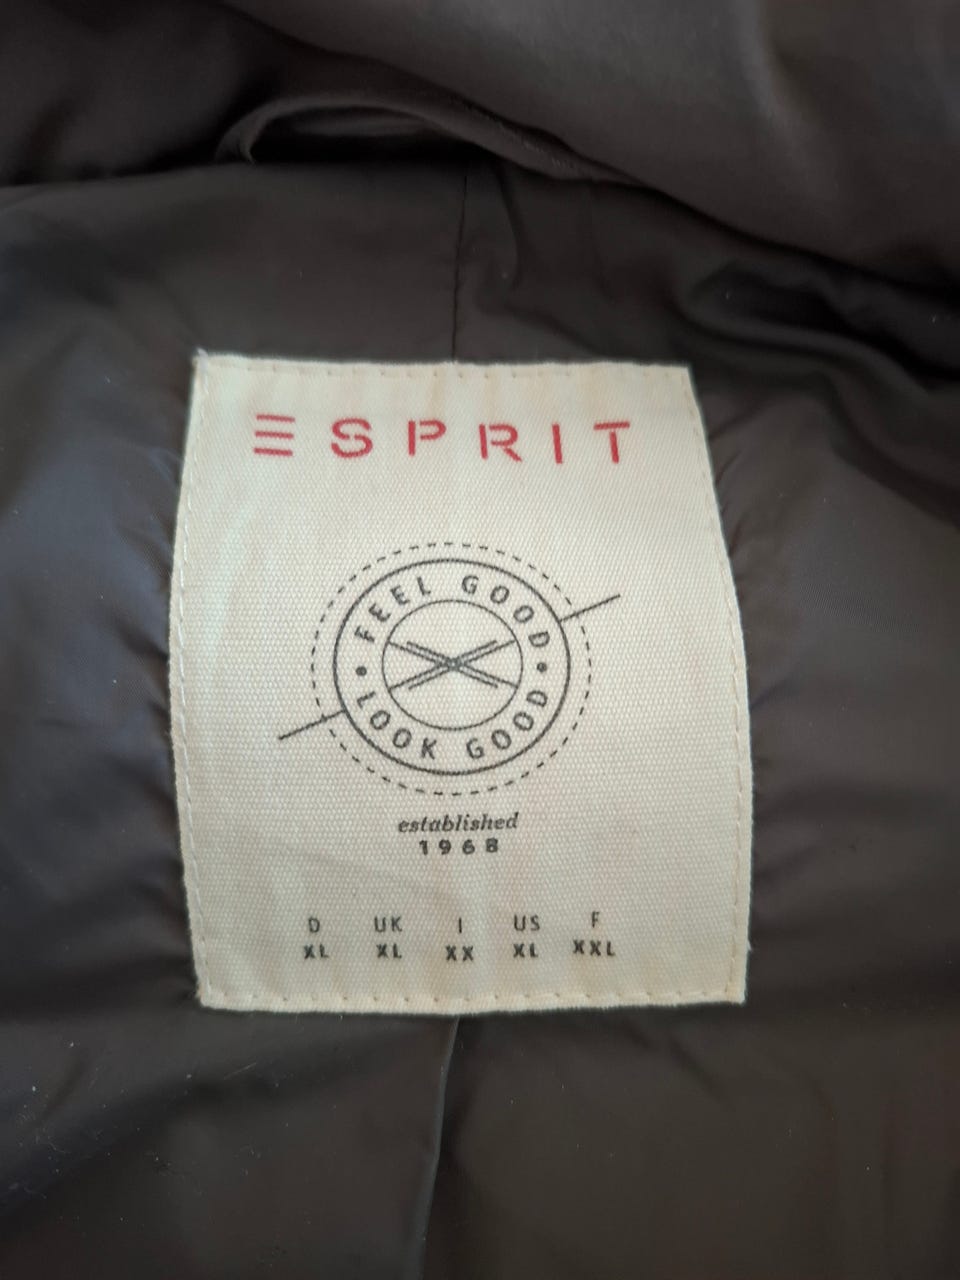 ESPRIT
FEEL GOOD
• LOOK GOOD •
established
1968
D UK I US F
XL XL XX XL XXL